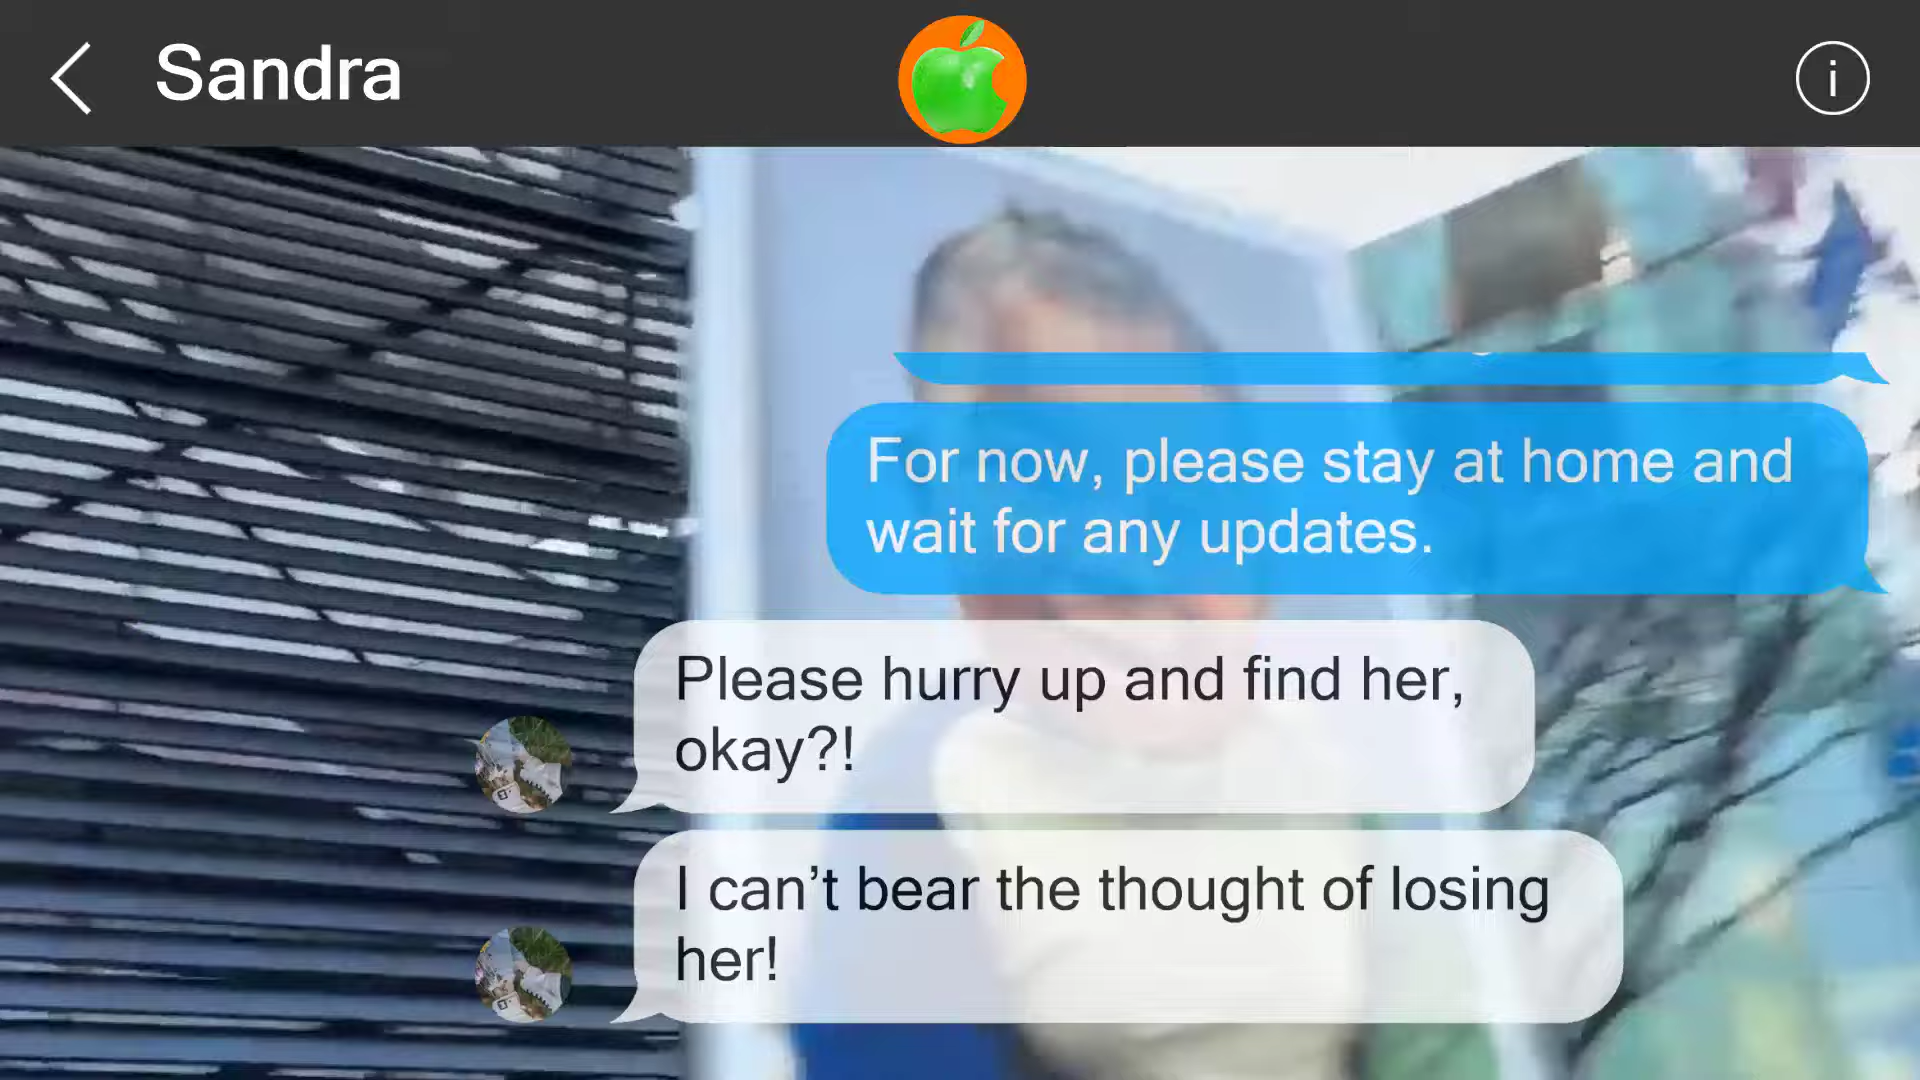 Sandra
For now, please stay at home and
wait for any updates.
Please hurry up and find her,
okay?!
I can’t bear the thought of losing
her!